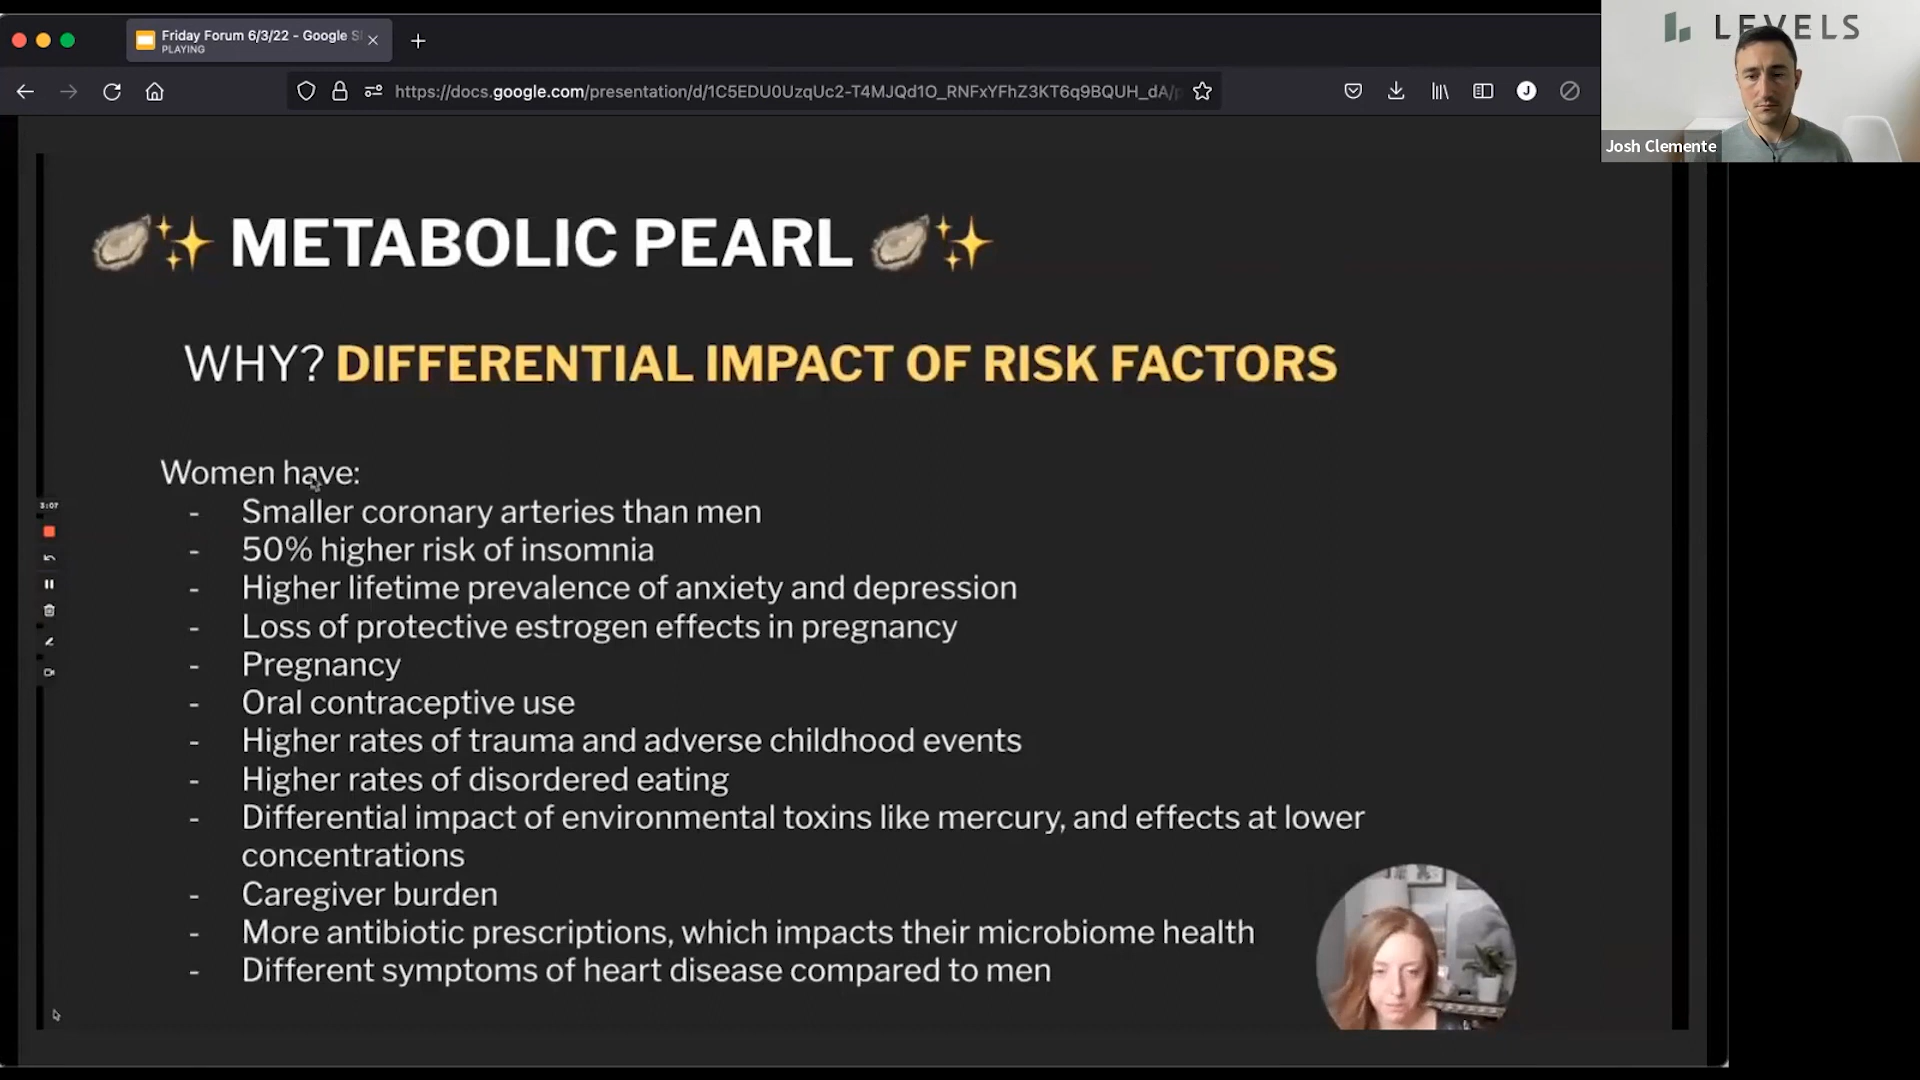 Friday Forum 6/3/22 - Google Sl
PLAYING
LEVELS
https://docs.google.com/presentation/d/1C5EDU0UzqUc2-T4MJQd1O_RNFxYFhZ3KT6q9BQUH_dA/p
J
Josh Clemente
METABOLIC PEARL
WHY? DIFFERENTIAL IMPACT OF RISK FACTORS
Women have:
- Smaller coronary arteries than men
3:07
- 50% higher risk of insomnia
- Higher lifetime prevalence of anxiety and depression
- Loss of protective estrogen effects in pregnancy
- Pregnancy
- Oral contraceptive use
- Higher rates of trauma and adverse childhood events
- Higher rates of disordered eating
- Differential impact of environmental toxins like mercury, and effects at lower
concentrations
- Caregiver burden
- More antibiotic prescriptions, which impacts their microbiome health
- Different symptoms of heart disease compared to men